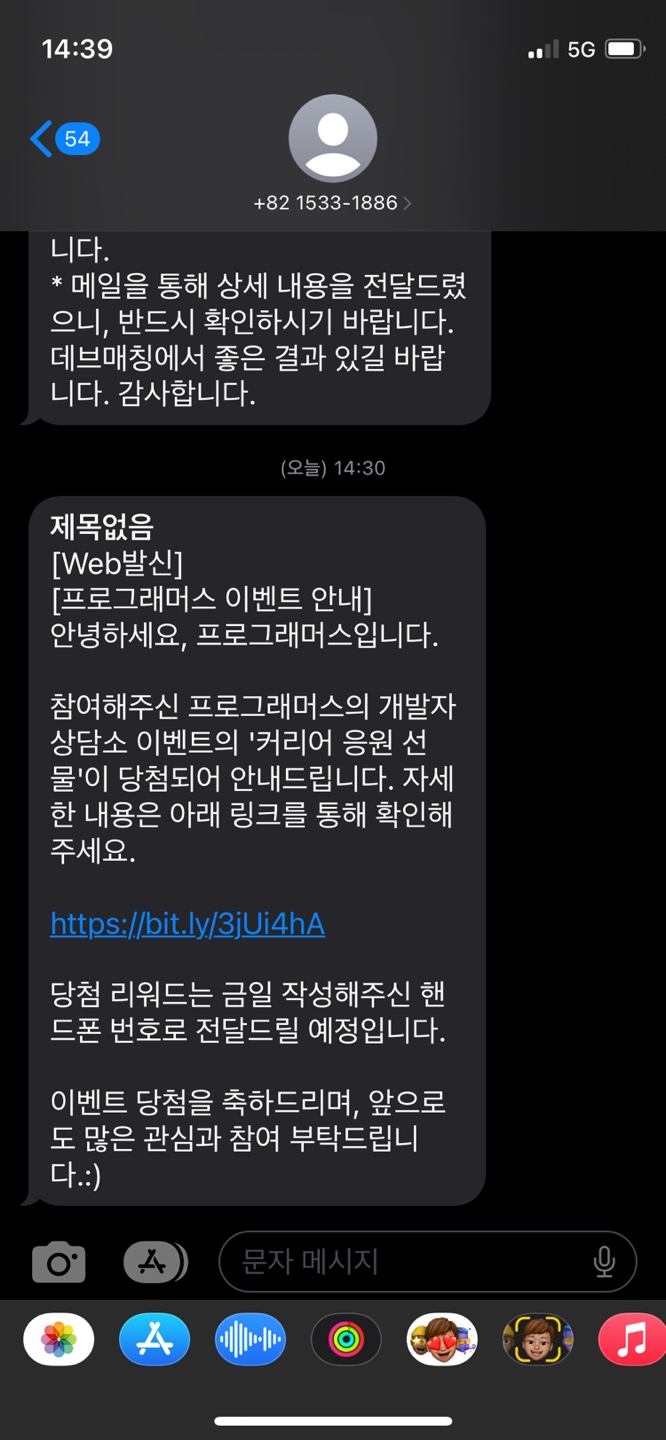 14:39
5G
54
+82 1533-1886
니다.
* 메일을 통해 상세 내용을 전달드렸
으니, 반드시 확인하시기 바랍니다.
데브매칭에서 좋은 결과 있길 바랍
니다. 감사합니다.
(오늘) 14:30
제목없음
[Web발신]
[프로그래머스 이벤트 안내]
안녕하세요, 프로그래머스입니다.
참여해주신 프로그래머스의 개발자
상담소 이벤트의 '커리어 응원 선
물'이 당첨되어 안내드립니다. 자세
한 내용은 아래 링크를 통해 확인해
주세요.
https://bit.ly/3jUi4hA
당첨 리워드는 금일 작성해주신 핸
드폰 번호로 전달드릴 예정입니다.
이벤트 당첨을 축하드리며, 앞으로
도 많은 관심과 참여 부탁드립니
다.:)
문자 메시지